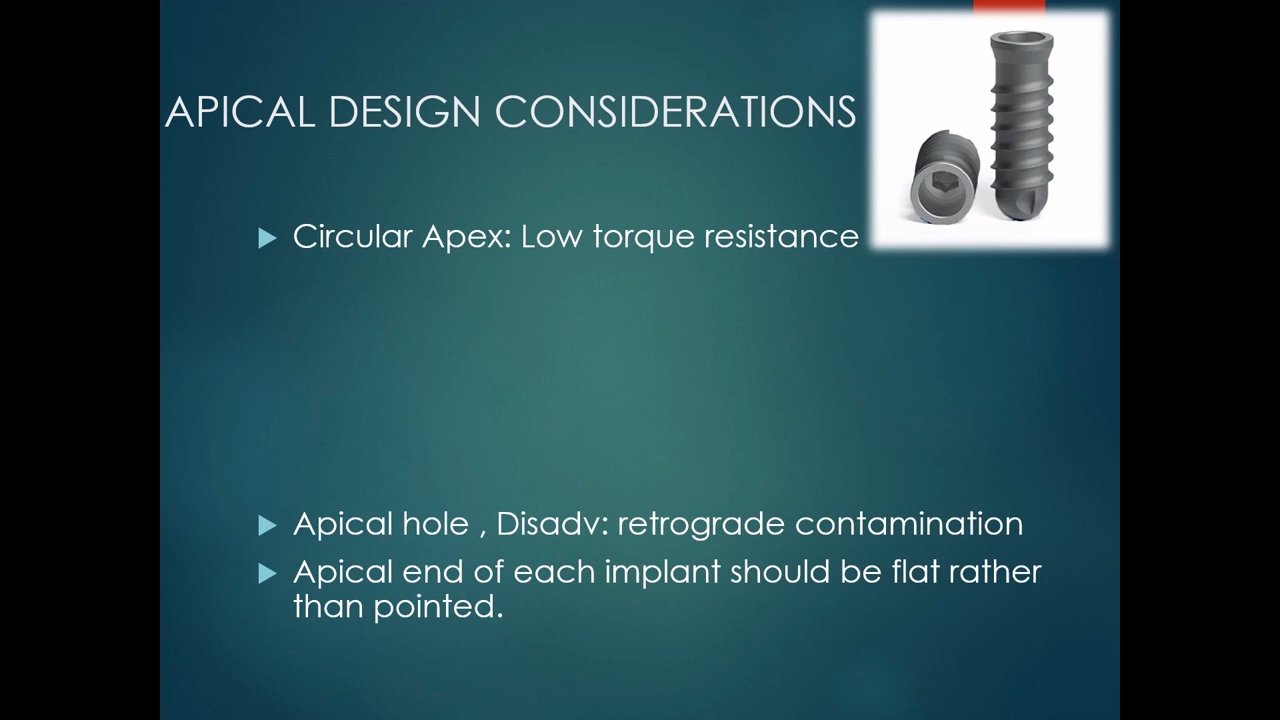 APICAL DESIGN CONSIDERATIONS
Circular Apex: Low torque resistance
Apical hole , Disadv: retrograde contamination
Apical end of each implant should be flat rather
than pointed.